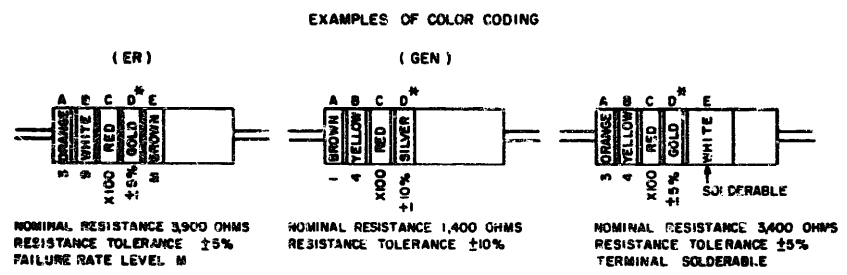 EXAMPLES OF COLOR CODING
(ER)
A B C D* E
ORANGE
WHITE
RED
GOLD
BROWN
3
9
X100
±5%
M
NOMINAL RESISTANCE 3,900 OHMS
RESISTANCE TOLERANCE ±5%
FAILURE RATE LEVEL M
(GEN)
A B C D*
BROWN
YELLOW
RED
SILVER
1
4
X100
±10%
±1
NOMINAL RESISTANCE 1,400 OHMS
RESISTANCE TOLERANCE ±10%
A B C D* E
ORANGE
YELLOW
RED
GOLD
WHITE
3
4
X100
±5%
SOLDERABLE
NOMINAL RESISTANCE 3,400 OHMS
RESISTANCE TOLERANCE ±5%
TERMINAL SOLDERABLE